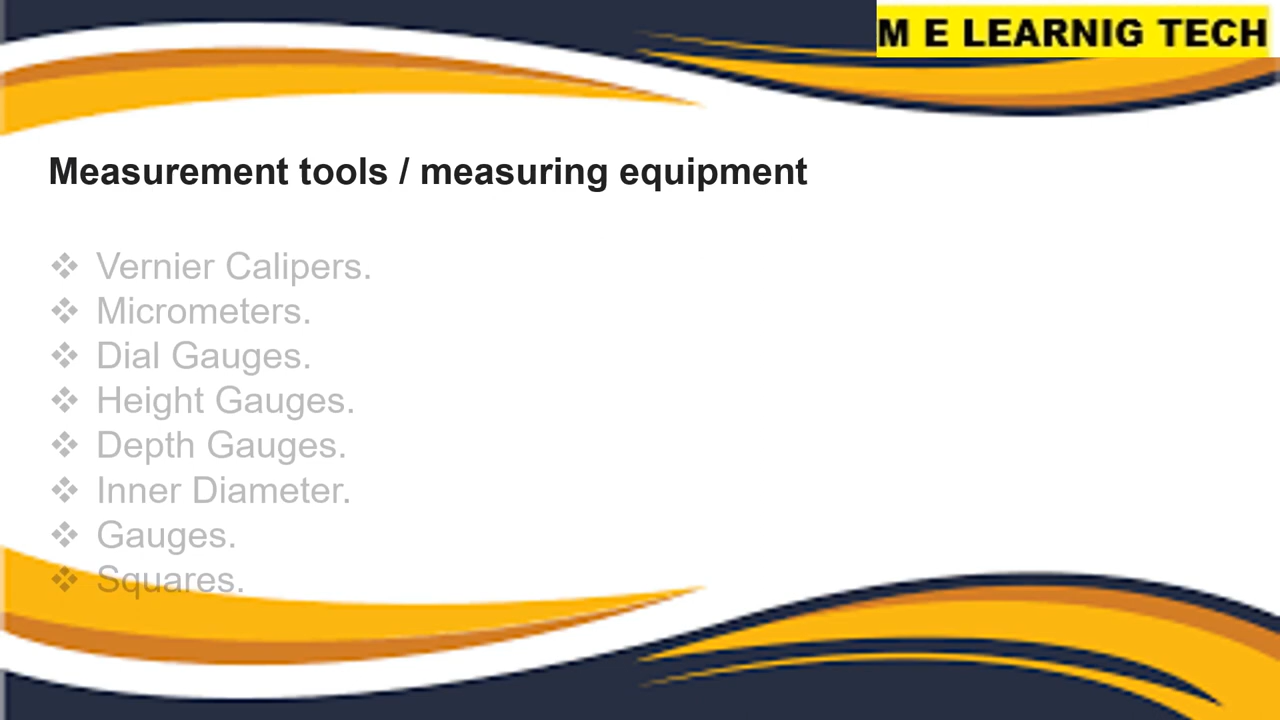 M E LEARNIG TECH
Measurement tools / measuring equipment
❖ Vernier Calipers.
❖ Micrometers.
❖ Dial Gauges.
❖ Height Gauges.
❖ Depth Gauges.
❖ Inner Diameter.
❖ Gauges.
❖ Squares.